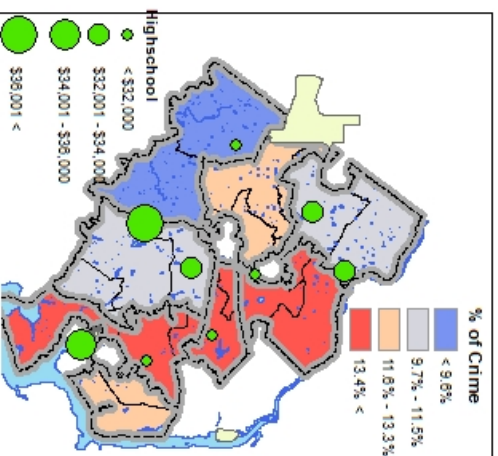 % of Crime
< 9.6%
9.7% - 11.5%
11.6% - 13.3%
13.4% <
Highschool
< $32,000
$32,001 - $34,00
$34,001 - $36,000
$36,001 <